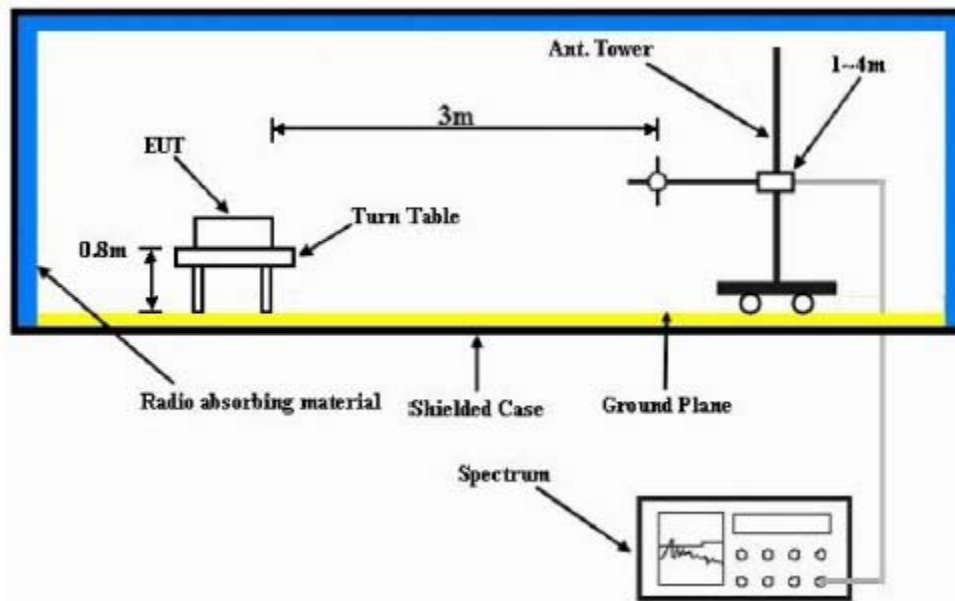 Ant. Tower
1~4m
3m
EUT
Turn Table
0.8m
Radio absorbing material
Shielded Case
Ground Plane
Spectrum